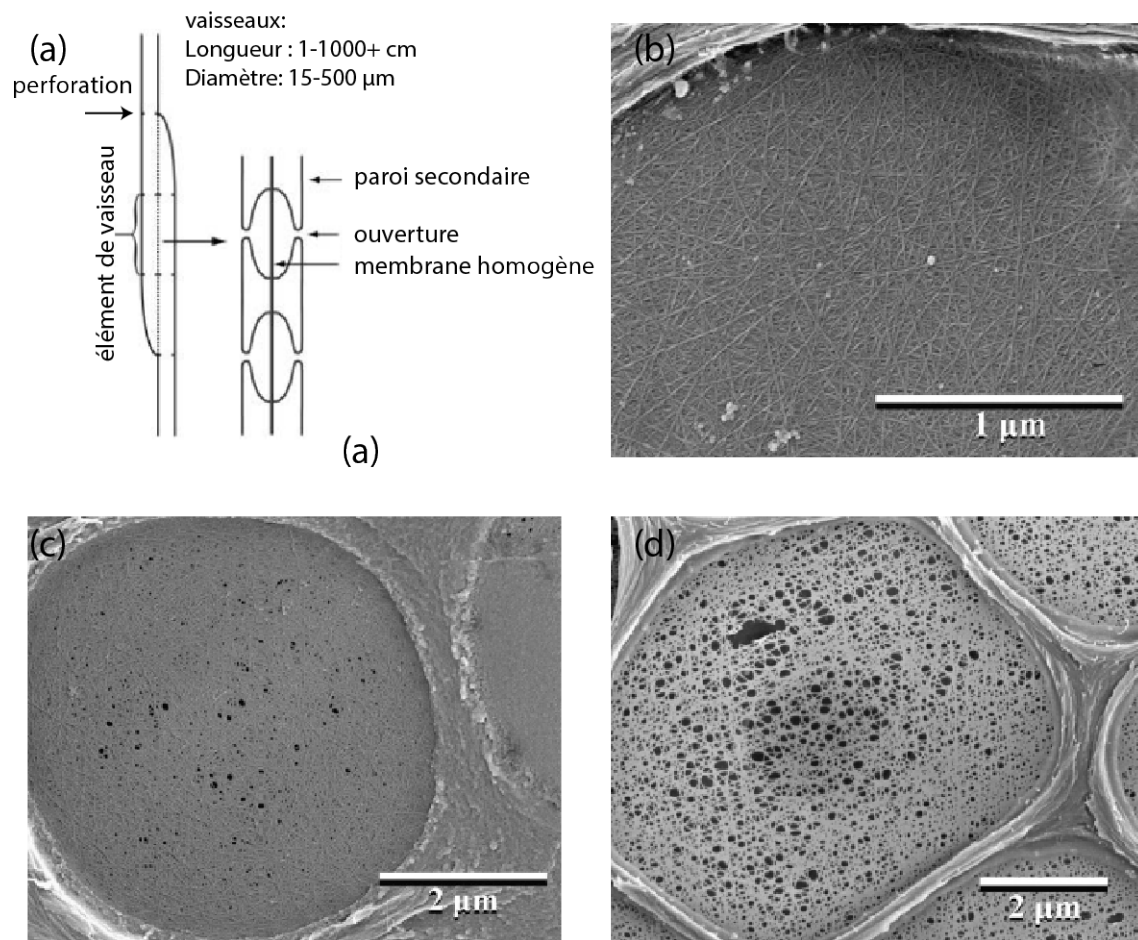 (a)
vaisseaux:
Longueur : 1-1000+ cm
Diamètre: 15-500 µm
perforation
élément de vaisseau
paroi secondaire
ouverture
membrane homogène
(a)
(b)
1 µm
(c)
2 µm
(d)
2 µm